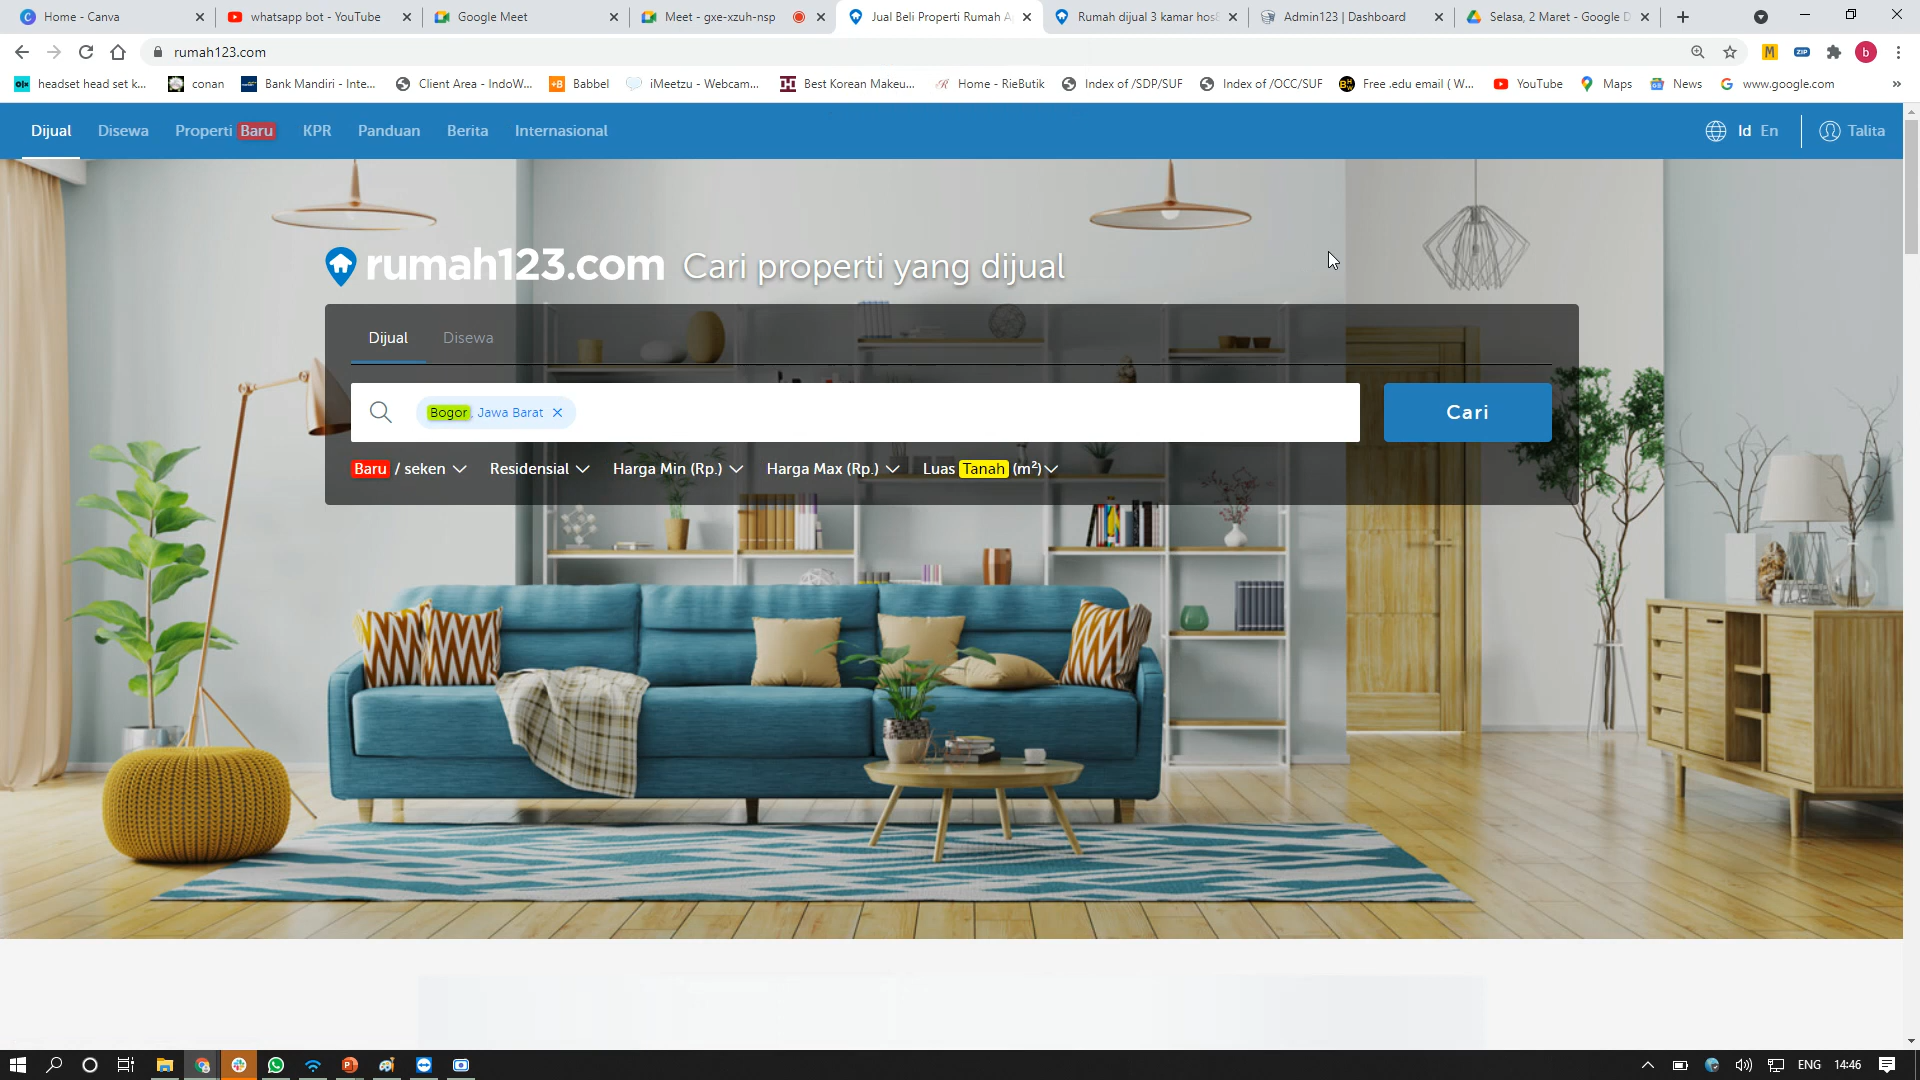 Home - Canva
whatsapp bot - YouTube
Google Meet
Meet - gxe-xzuh-nsp
Jual Beli Properti Rumah A
Rumah dijual 3 kamar hos
Admin123 | Dashboard
Selasa, 2 Maret - Google D
rumah123.com
headset head set k...
conan
Bank Mandiri - Inte...
Client Area - IndoW...
Babbel
iMeetzu - Webcam...
Best Korean Makeu...
Home - RieButik
Index of /SDP/SUF
Index of /OCC/SUF
Free .edu email ( W...
YouTube
Maps
News
www.google.com
Dijual Disewa Properti Baru KPR Panduan Berita Internasional
Id En Talita
rumah123.com Cari properti yang dijual
Dijual Disewa
Bogor, Jawa Barat
Cari
Baru / seken Residensial Harga Min (Rp.) Harga Max (Rp.) Luas Tanah (m²)
ENG 14:46